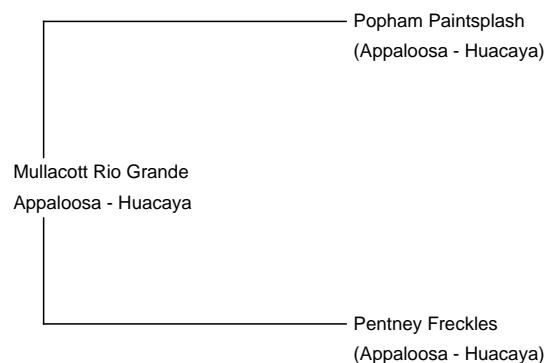 Popham Paintsplash
(Appaloosa - Huacaya)
Mullacott Rio Grande
Appaloosa - Huacaya
Pentney Freckles
(Appaloosa - Huacaya)